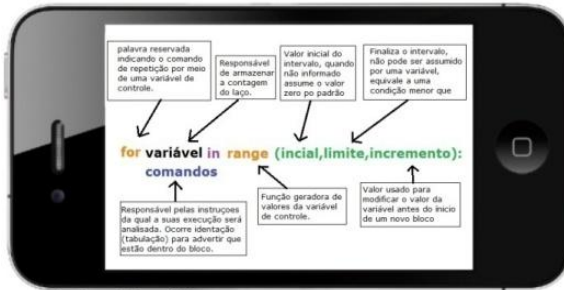 palavra reservada
indicando o comando
de repetição por meio
de uma variável de
controle.
Responsável
de armazenar
a contagem
do laço.
Valor inicial do
intervalo, quando
não informado
assume o valor
zero po padrão
Finaliza o intervalo,
não pode ser assumido
por uma variável,
equivale a uma
condição menor que
for variável in range (incial,limite,incremento):
comandos
Responsável pelas instruçoes
da qual a suas execução será
analisada. Ocorre identação
(tabulação) para advertir que
estão dentro do bloco.
Função geradora de
valores da variável
de controle.
Valor usado para
modificar o valor da
variável antes do inicio
de um novo bloco